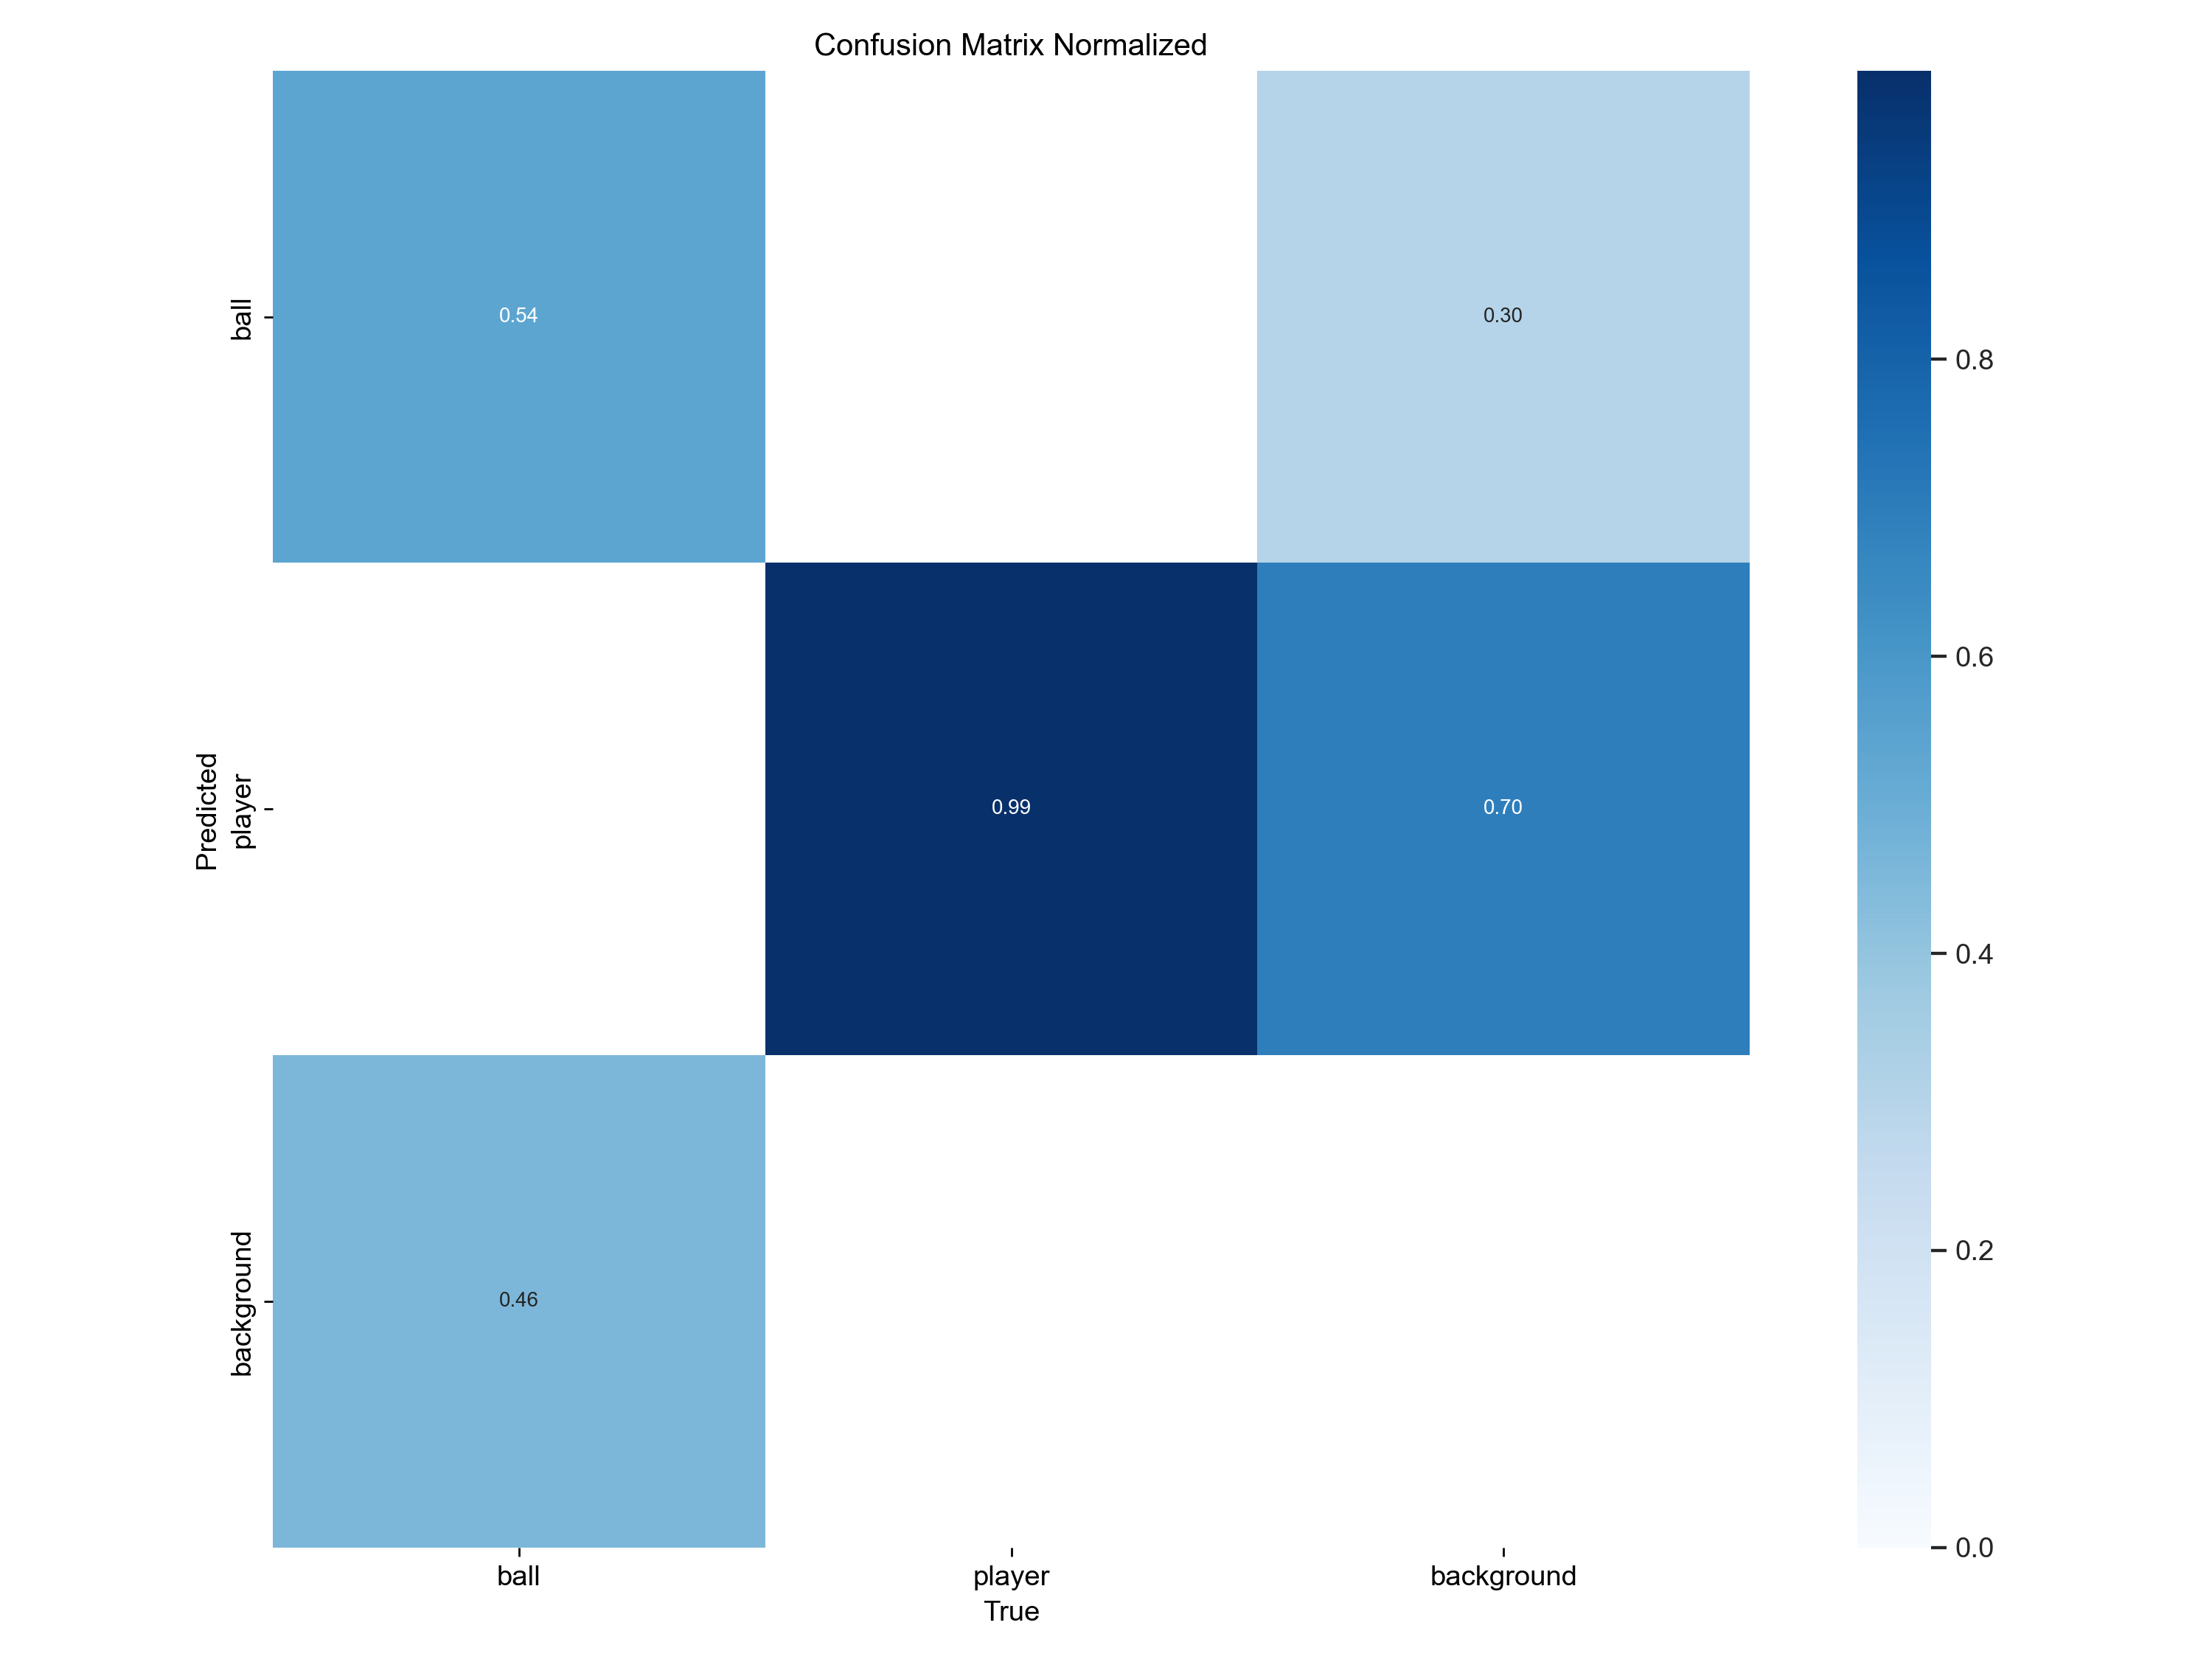 Confusion Matrix Normalized
ball
0.54
0.30
0.8
0.6
Predicted
player
0.99
0.70
0.4
background
0.46
0.2
0.0
ball
player
background
True